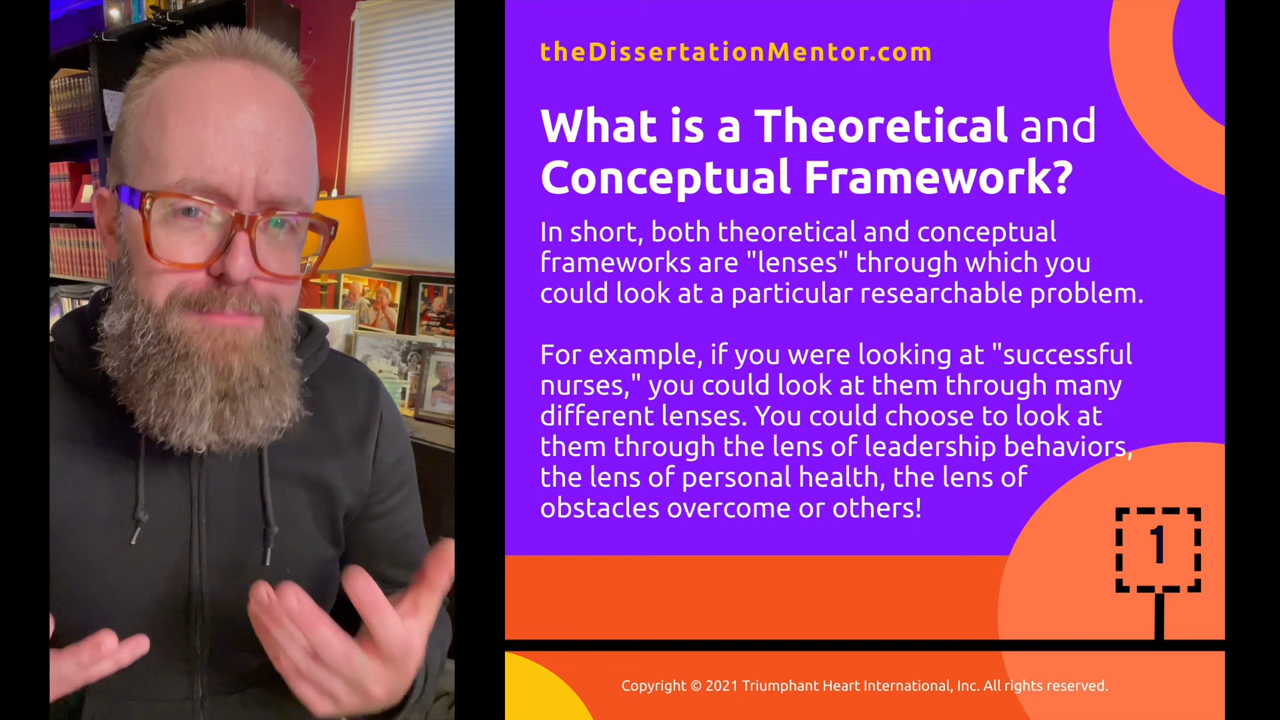 theDissertationMentor.com
What is a Theoretical and
Conceptual Framework?
In short, both theoretical and conceptual
frameworks are "lenses" through which you
could look at a particular researchable problem.
For example, if you were looking at "successful
nurses," you could look at them through many
different lenses. You could choose to look at
them through the lens of leadership behaviors,
the lens of personal health, the lens of
obstacles overcome or others!
1
Copyright © 2021 Triumphant Heart International, Inc. All rights reserved.